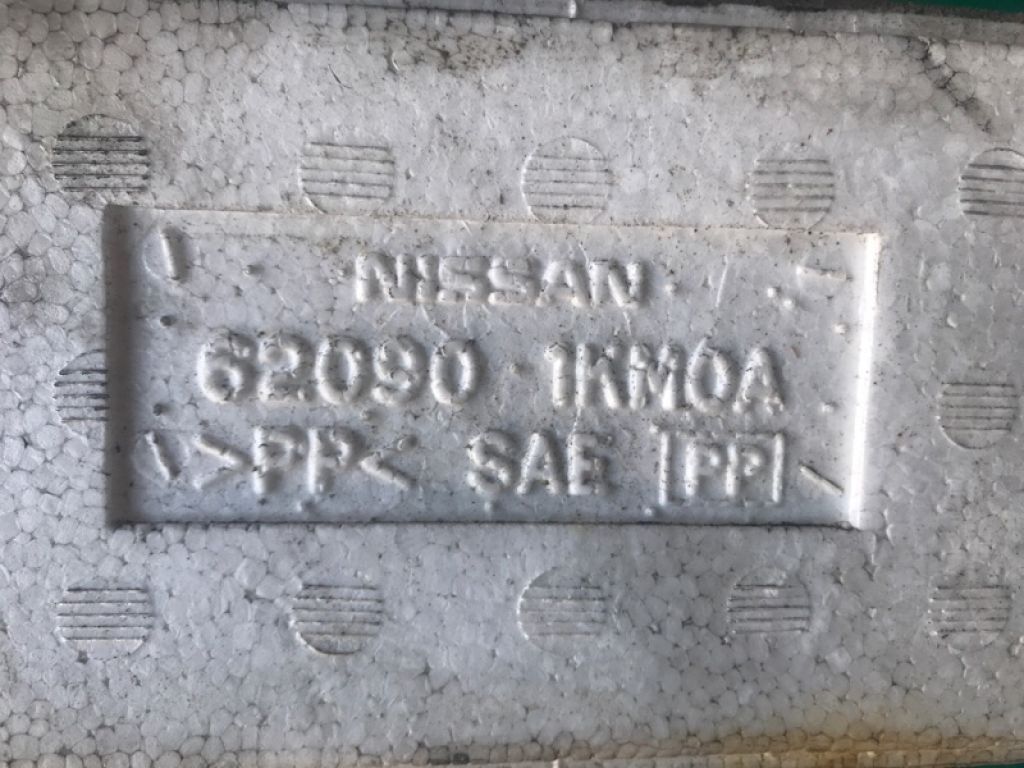 NISSAN
62090 · 1KM0A
>PP< SAE PP